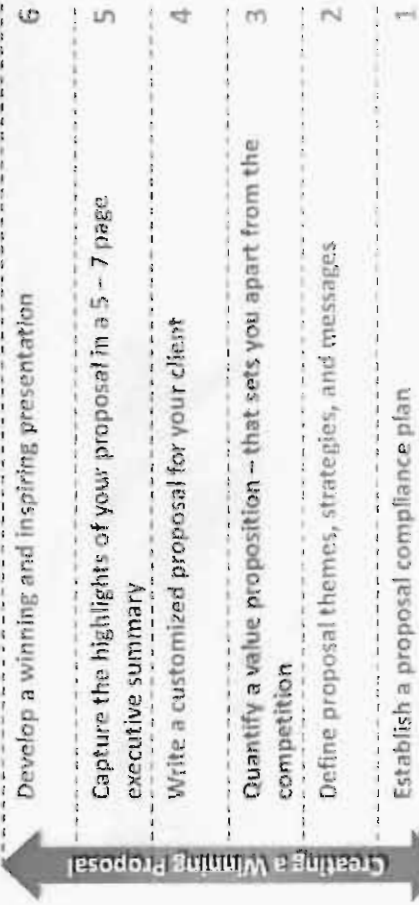 Develop a winning and inspiring presentation 6
Capture the highlights of your proposal in a 5 – 7 page 5
executive summary
Write a customized proposal for your client 4
Quantify a value proposition – that sets you apart from the 3
competition
Define proposal themes, strategies, and messages 2
Establish a proposal compliance plan 1
Creating a Winning Proposal